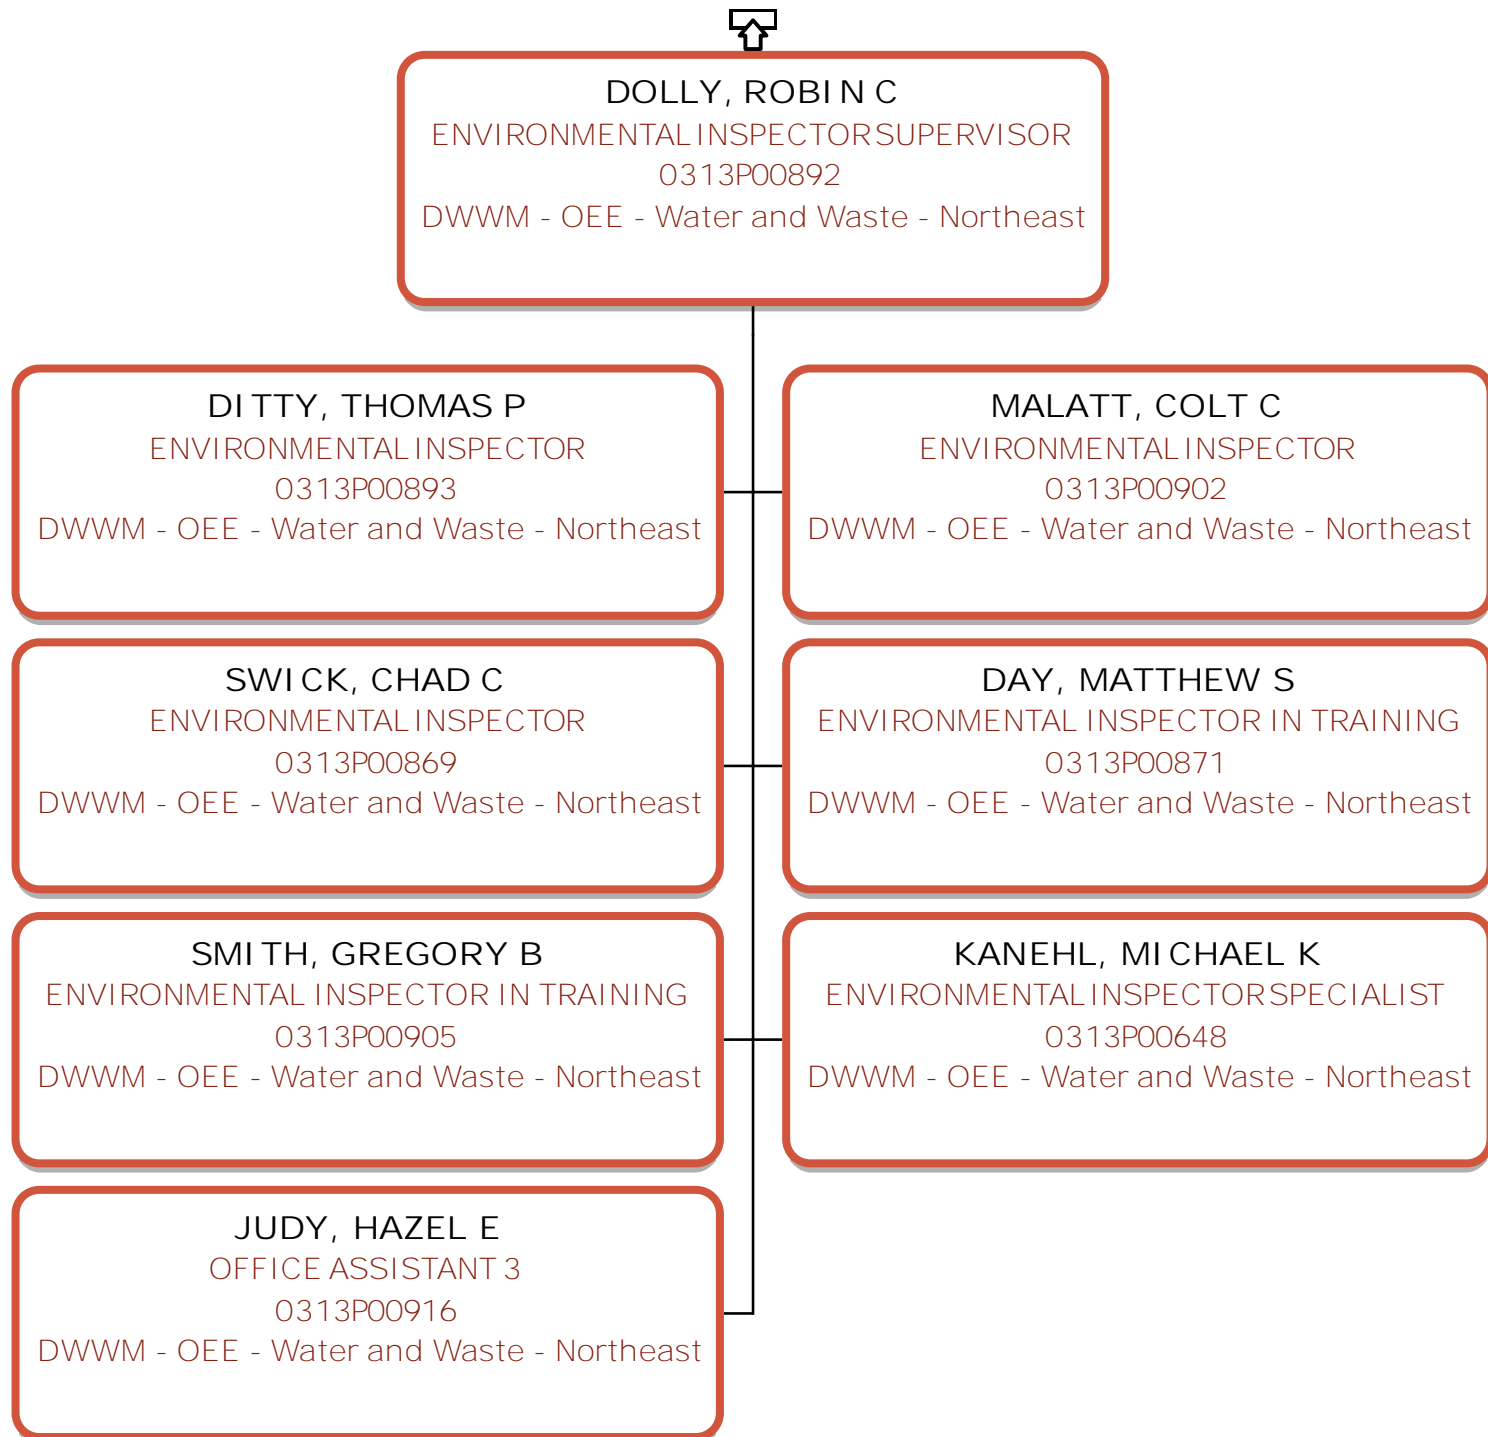 DOLLY, ROBIN C
ENVIRONMENTAL INSPECTOR SUPERVISOR
0313P00892
DWWM - OEE - Water and Waste - Northeast
DITTY, THOMAS P
ENVIRONMENTAL INSPECTOR
0313P00893
DWWM - OEE - Water and Waste - Northeast
MALATT, COLT C
ENVIRONMENTAL INSPECTOR
0313P00902
DWWM - OEE - Water and Waste - Northeast
SWICK, CHAD C
ENVIRONMENTAL INSPECTOR
0313P00869
DWWM - OEE - Water and Waste - Northeast
DAY, MATTHEW S
ENVIRONMENTAL INSPECTOR IN TRAINING
0313P00871
DWWM - OEE - Water and Waste - Northeast
SMITH, GREGORY B
ENVIRONMENTAL INSPECTOR IN TRAINING
0313P00905
DWWM - OEE - Water and Waste - Northeast
KANEHL, MICHAEL K
ENVIRONMENTAL INSPECTOR SPECIALIST
0313P00648
DWWM - OEE - Water and Waste - Northeast
JUDY, HAZEL E
OFFICE ASSISTANT 3
0313P00916
DWWM - OEE - Water and Waste - Northeast